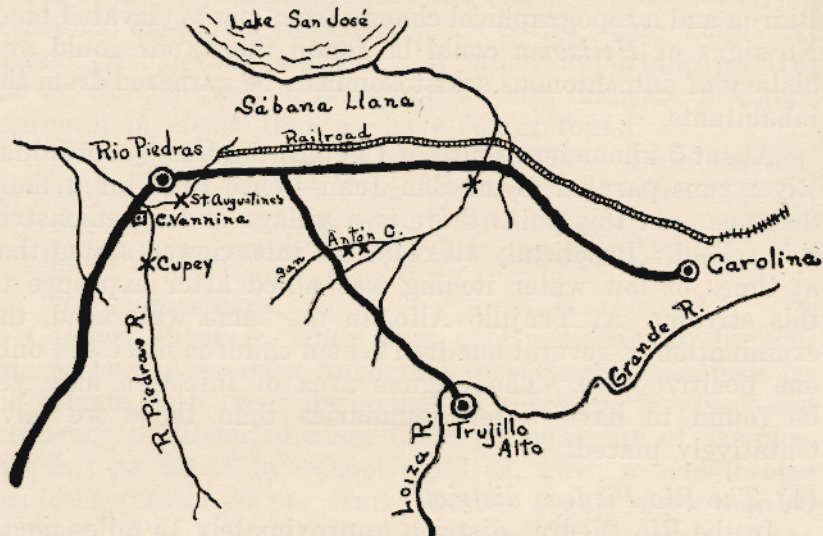 Lake San José
Sábana Llana
Railroad
Rio Piedras
St Augustine's
C. Vannina
Cupey
San Antón C.
Carolina
R. Piedras R.
Grande R.
Trujillo
Alto
Loiza R.